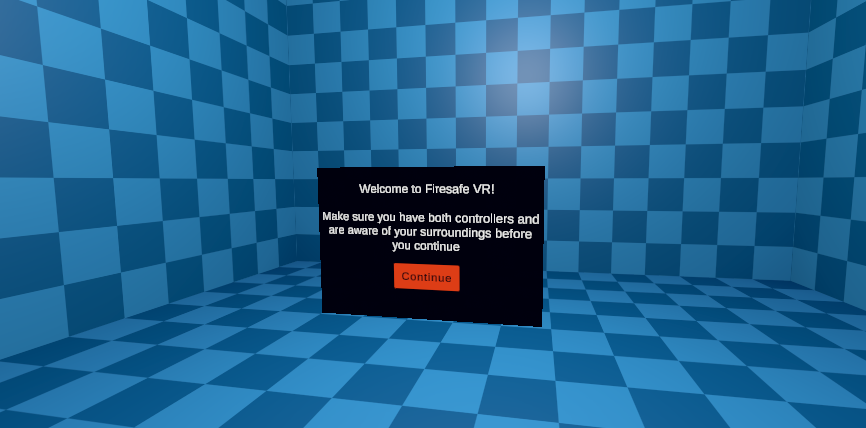 Welcome to Firesafe VR!
Make sure you have both controllers and
are aware of your surroundings before
you continue
Continue